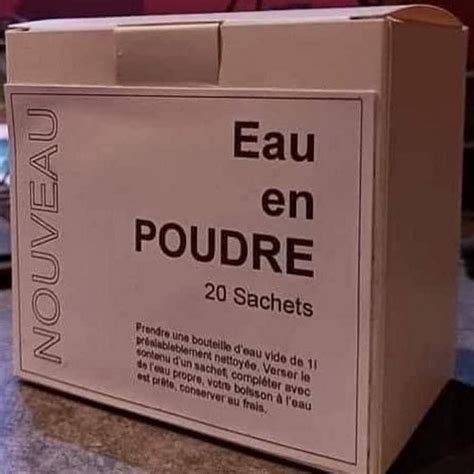 NOUVEAU
Eau
en
POUDRE
20 Sachets
Prendre une bouteille d'eau vide de 1l
préalablement nettoyée. Verser le
contenu d'un sachet, compléter avec
de l'eau propre, votre boisson à l'eau
est prête, conserver au frais.